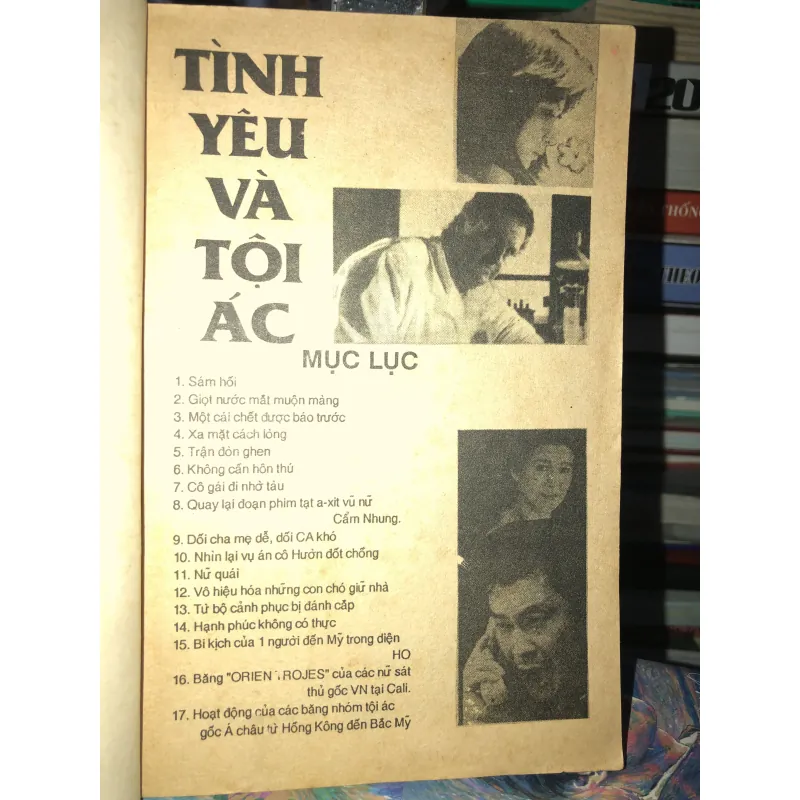 TÌNH
YÊU
VÀ
TỘI
ÁC
MỤC LỤC
1. Sám hối
2. Giọt nước mắt muộn màng
3. Một cái chết được báo trước
4. Xa mặt cách lòng
5. Trận đòn ghen
6. Không cần hôn thú
7. Cô gái đi nhờ tàu
8. Quay lại đoạn phim tạt a-xit vũ nữ
Cẩm Nhung.
9. Dối cha mẹ dễ, dối CA khó
10. Nhìn lại vụ án cô Hườn đốt chồng
11. Nữ quái
12. Vô hiệu hóa những con chó giữ nhà
13. Từ bộ cảnh phục bị đánh cắp
14. Hạnh phúc không có thực
15. Bi kịch của 1 người đến Mỹ trong diện
HO
16. Băng "ORIENT ROJES" của các nữ sát
thủ gốc VN tại Cali.
17. Hoạt động của các băng nhóm tội ác
gốc Á châu từ Hồng Kông đến Bắc Mỹ
20
THỐNG
THEO